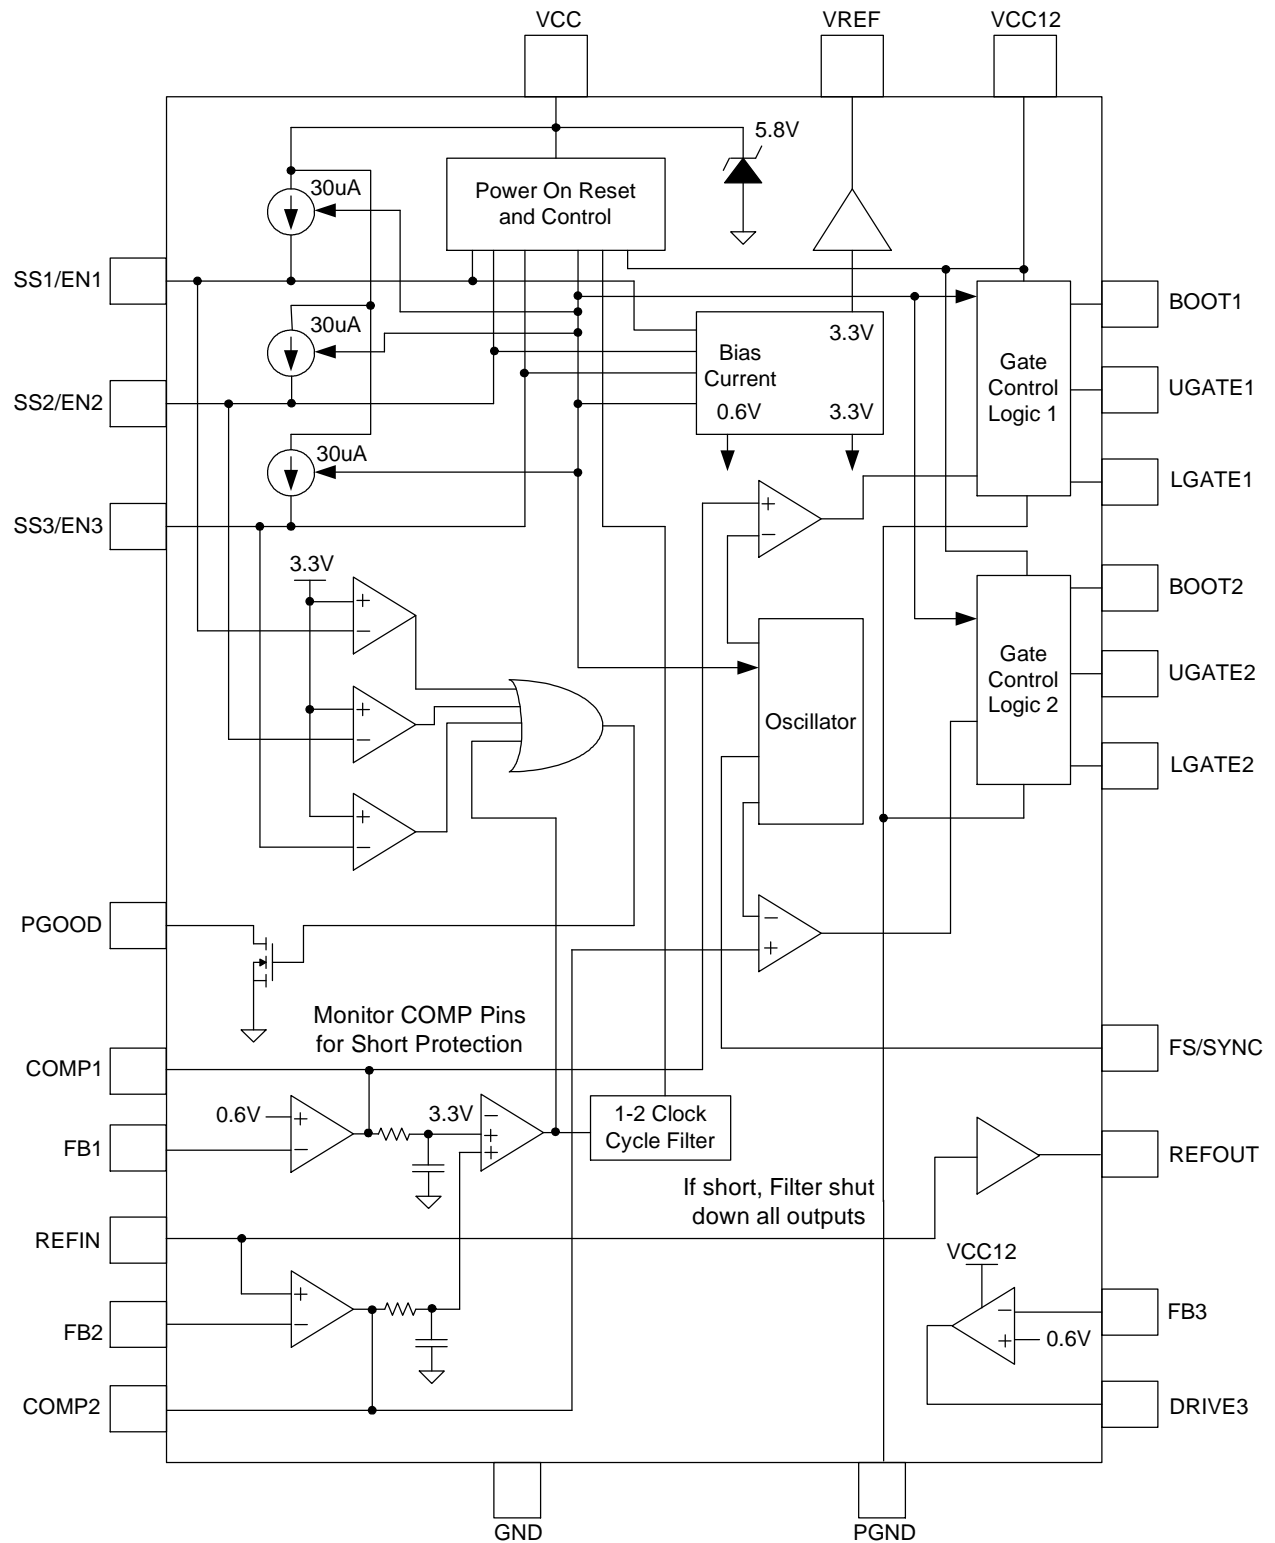 VCC
VREF
VCC12
5.8V
Power On Reset
and Control
30uA
SS1/EN1
BOOT1
30uA
3.3V
Bias
Current
Gate
Control
Logic 1
SS2/EN2
0.6V
3.3V
UGATE1
30uA
LGATE1
SS3/EN3
+
−
3.3V
BOOT2
+
−
Gate
Control
Logic 2
UGATE2
+
−
Oscillator
LGATE2
+
−
PGOOD
−
+
Monitor COMP Pins
for Short Protection
FS/SYNC
COMP1
0.6V
+
−
3.3V
−
+
+
1-2 Clock
Cycle Filter
FB1
REFOUT
If short, Filter shut
down all outputs
REFIN
VCC12
+
−
FB2
−
+
0.6V
FB3
COMP2
DRIVE3
GND
PGND